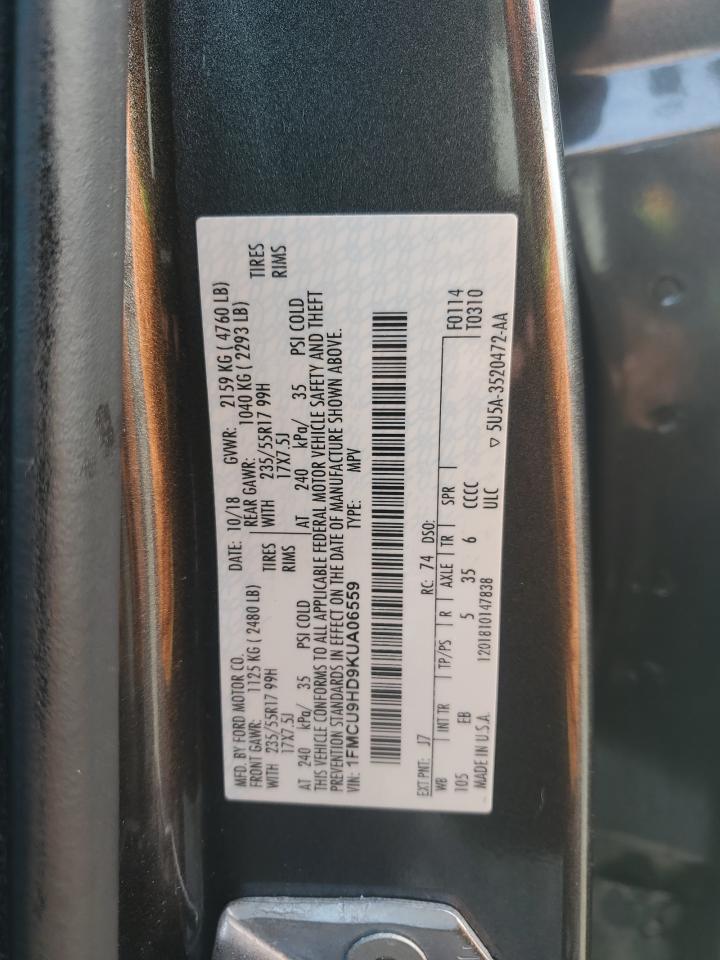 MFD. BY FORD MOTOR CO. DATE: 10/18 GVWR: 2159 KG ( 4760 LB)
FRONT GAWR: 1125 KG ( 2480 LB) REAR GAWR: 1040 KG ( 2293 LB)
WITH 235/55R17 99H TIRES WITH 235/55R17 99H TIRES
17X7.5J RIMS 17X7.5J RIMS
AT 240 kPa/ 35 PSI COLD AT 240 kPa/ 35 PSI COLD
THIS VEHICLE CONFORMS TO ALL APPLICABLE FEDERAL MOTOR VEHICLE SAFETY AND THEFT
PREVENTION STANDARDS IN EFFECT ON THE DATE OF MANUFACTURE SHOWN ABOVE.
VIN: 1FMCU9HD9KUA06559 TYPE: MPV
EXT PNT: J7 RC: 74 DSO: F0114
WB INT TR TP/PS R AXLE TR SPR T0310
105 EB 5 35 6 CCCC
MADE IN U.S.A. 1201810147838 ULC ▽ 5U5A-3520472-AA